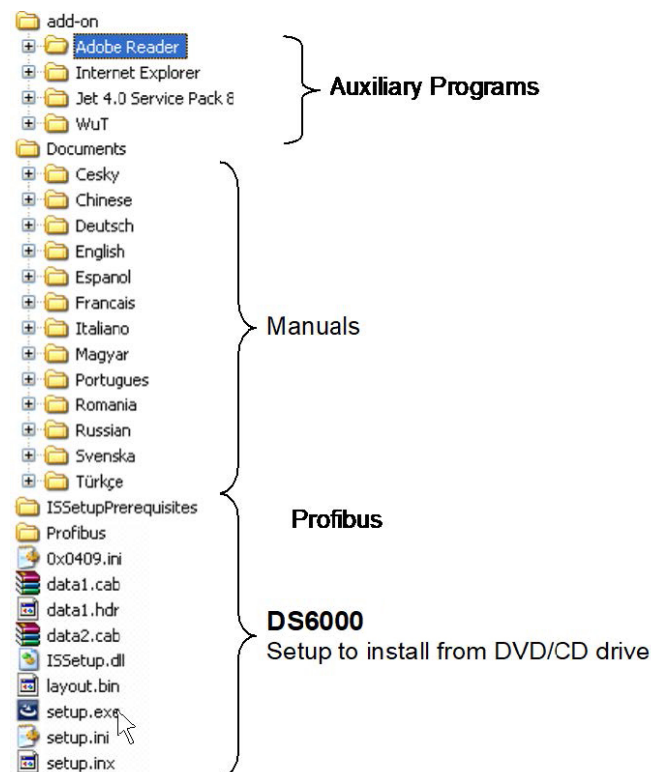 add-on
Adobe Reader
Internet Explorer
Jet 4.0 Service Pack 8
WuT
Auxiliary Programs
Documents
Cesky
Chinese
Deutsch
English
Espanol
Francais
Italiano
Magyar
Portugues
Romania
Russian
Svenska
Türkçe
Manuals
ISSetupPrerequisites
Profibus
0x0409.ini
data1.cab
data1.hdr
data2.cab
ISSetup.dll
layout.bin
setup.exe
setup.ini
setup.inx
Profibus
DS6000
Setup to install from DVD/CD drive